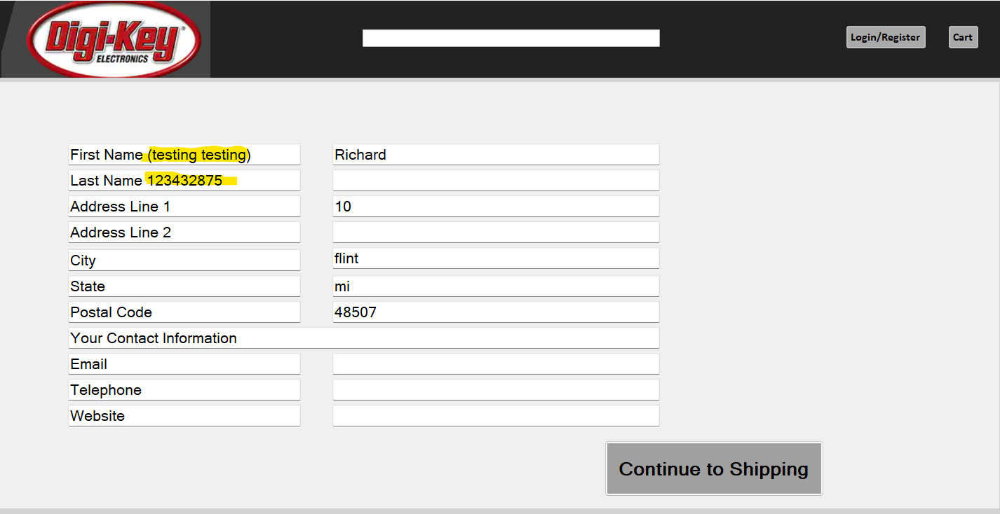 Digi-Key
ELECTRONICS
Login/Register Cart
First Name (testing testing) Richard
Last Name 123432875
Address Line 1 10
Address Line 2
City flint
State mi
Postal Code 48507
Your Contact Information
Email
Telephone
Website
Continue to Shipping